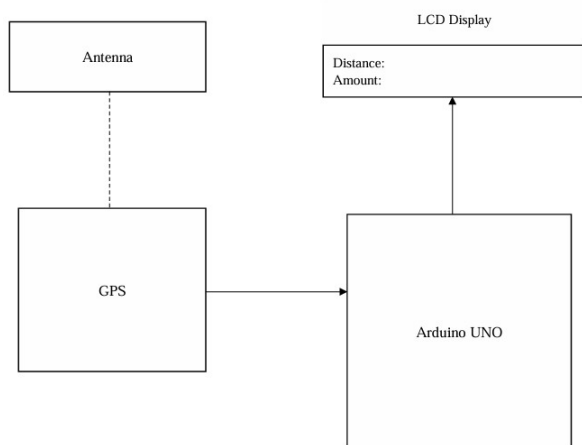 LCD Display
Antenna
Distance:
Amount:
GPS
Arduino UNO